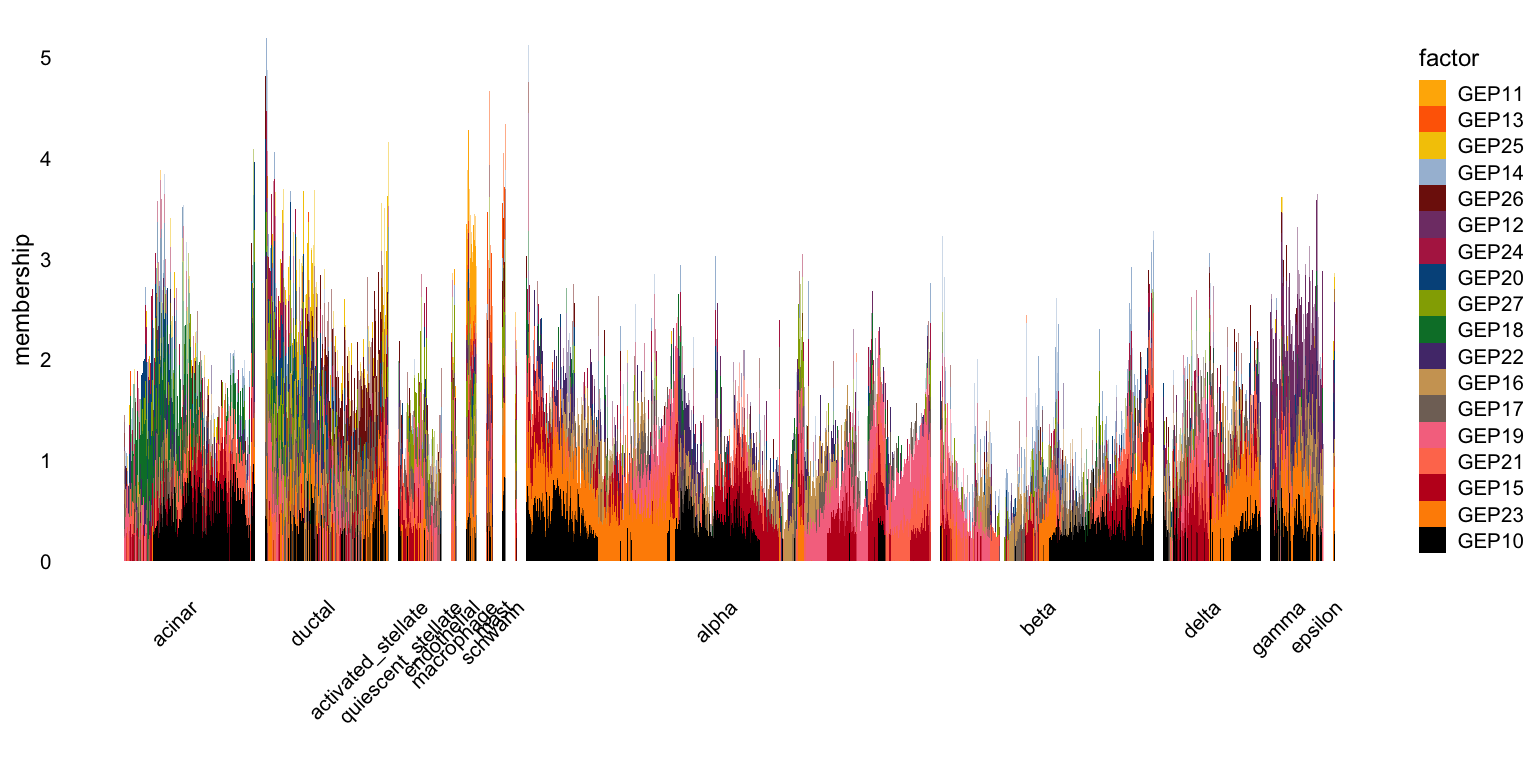 membership
5
4
3
2
1
0
acinar
ductal
activated_stellate
quiescent_stellate
endothelial
macrophage
mast
schwann
alpha
beta
delta
gamma
epsilon
factor
GEP11
GEP13
GEP25
GEP14
GEP26
GEP12
GEP24
GEP20
GEP27
GEP18
GEP22
GEP16
GEP17
GEP19
GEP21
GEP15
GEP23
GEP10